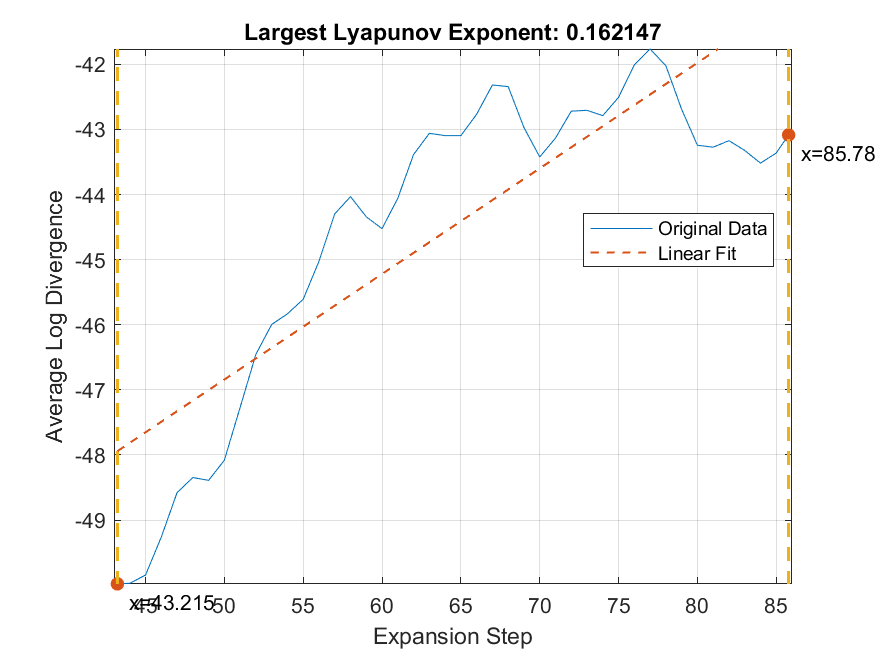 Largest Lyapunov Exponent: 0.162147
-42
-43
-44
-45
-46
-47
-48
-49
Average Log Divergence
x=85.78
Original Data
Linear Fit
x=43.215
45 50 55 60 65 70 75 80 85
Expansion Step